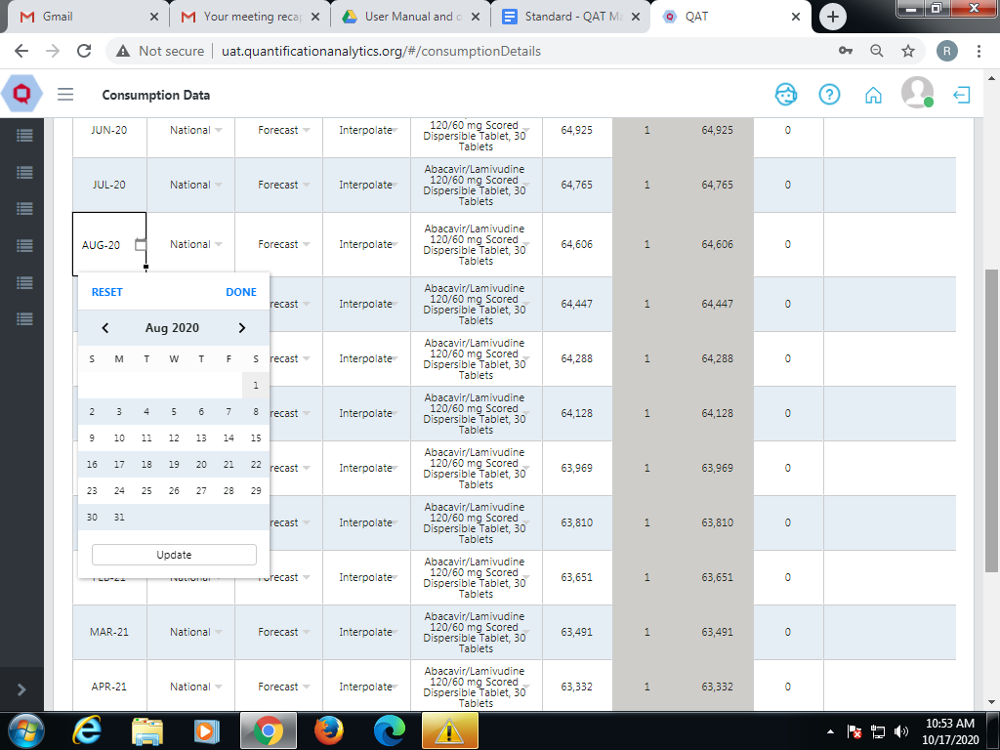 Gmail
Your meeting reca
User Manual and o
Standard - QAT Ma
QAT
Not secure
uat.quantificationanalytics.org/#/consumptionDetails
R
Q
Consumption Data
JUN-20 National Forecast Interpolate 120/60 mg Scored Dispersible Tablet, 30 Tablets 64,925 1 64,925 0
JUL-20 National Forecast Interpolate Abacavir/Lamivudine 120/60 mg Scored Dispersible Tablet, 30 Tablets 64,765 1 64,765 0
AUG-20 National Forecast Interpolate Abacavir/Lamivudine 120/60 mg Scored Dispersible Tablet, 30 Tablets 64,606 1 64,606 0
recast Interpolate Abacavir/Lamivudine 120/60 mg Scored Dispersible Tablet, 30 Tablets 64,447 1 64,447 0
recast Interpolate Abacavir/Lamivudine 120/60 mg Scored Dispersible Tablet, 30 Tablets 64,288 1 64,288 0
recast Interpolate Abacavir/Lamivudine 120/60 mg Scored Dispersible Tablet, 30 Tablets 64,128 1 64,128 0
recast Interpolate Abacavir/Lamivudine 120/60 mg Scored Dispersible Tablet, 30 Tablets 63,969 1 63,969 0
recast Interpolate Abacavir/Lamivudine 120/60 mg Scored Dispersible Tablet, 30 Tablets 63,810 1 63,810 0
FEB-21 National Forecast Interpolate Abacavir/Lamivudine 120/60 mg Scored Dispersible Tablet, 30 Tablets 63,651 1 63,651 0
MAR-21 National Forecast Interpolate Abacavir/Lamivudine 120/60 mg Scored Dispersible Tablet, 30 Tablets 63,491 1 63,491 0
APR-21 National Forecast Interpolate Abacavir/Lamivudine 120/60 mg Scored Dispersible Tablet, 30 Tablets 63,332 1 63,332 0
RESET DONE
Aug 2020
S M T W T F S
1
2 3 4 5 6 7 8
9 10 11 12 13 14 15
16 17 18 19 20 21 22
23 24 25 26 27 28 29
30 31
Update
10:53 AM
10/17/2020